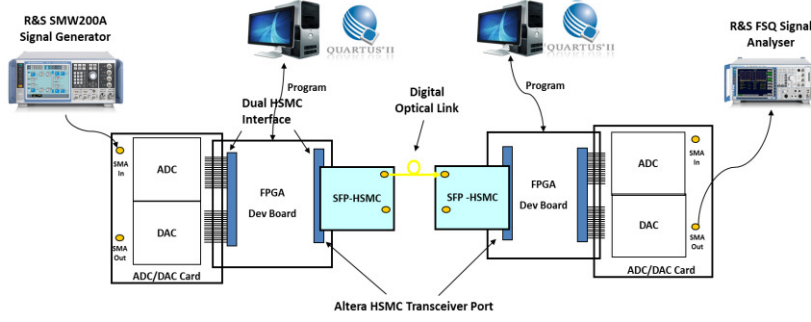 R&S SMW200A
Signal Generator
QUARTUS®II
QUARTUS®II
R&S FSQ Signal
Analyser
Program
Program
Dual HSMC
Interface
Digital
Optical Link
SMA
In
ADC
DAC
SMA
Out
ADC/DAC Card
FPGA
Dev Board
SFP-HSMC
SFP -HSMC
FPGA
Dev Board
ADC
DAC
SMA
In
SMA
Out
ADC/DAC Card
Altera HSMC Transceiver Port